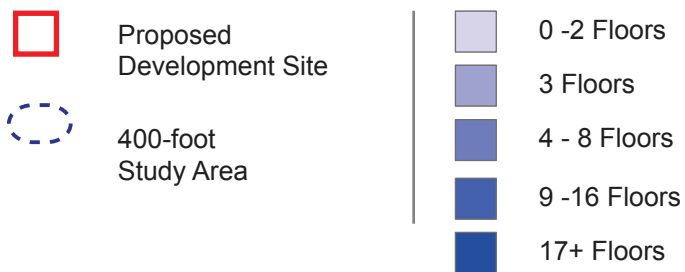 Proposed
Development Site
400-foot
Study Area
0 -2 Floors
3 Floors
4 - 8 Floors
9 -16 Floors
17+ Floors